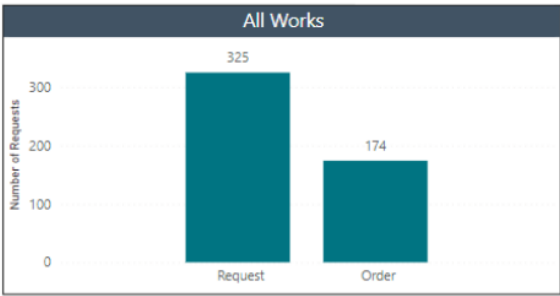 All Works
Number of Requests
300
200
100
0
325
174
Request
Order